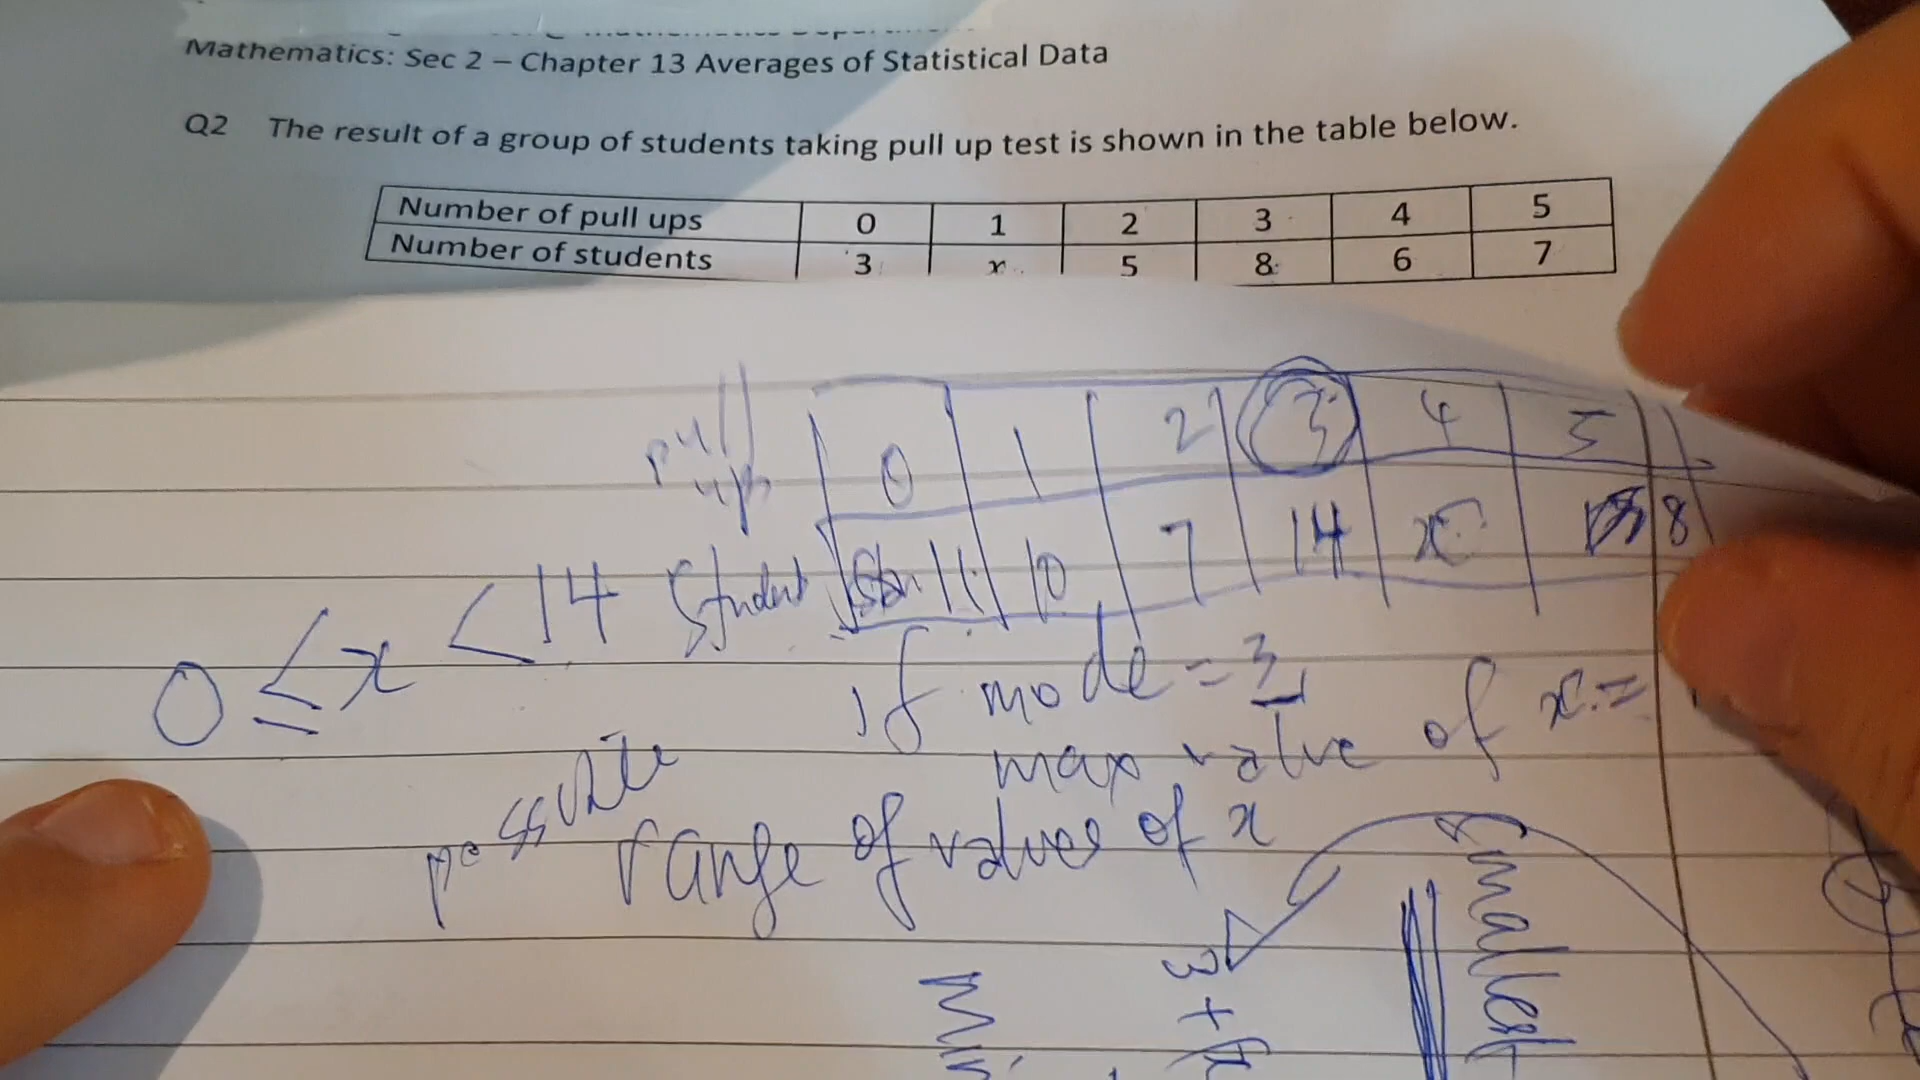 Mathematics: Sec 2 – Chapter 13 Averages of Statistical Data
Q2 The result of a group of students taking pull up test is shown in the table below.
Number of pull ups 0 1 2 3 4 5
Number of students 3 x 5 8 6 7
pull ups 0 1 2 3 4 5
Student 11 10 7 14 x 8
0 ≤ x < 14
if mode = 3
max value of x =
possible range of values of x
smallest
3 + x
min